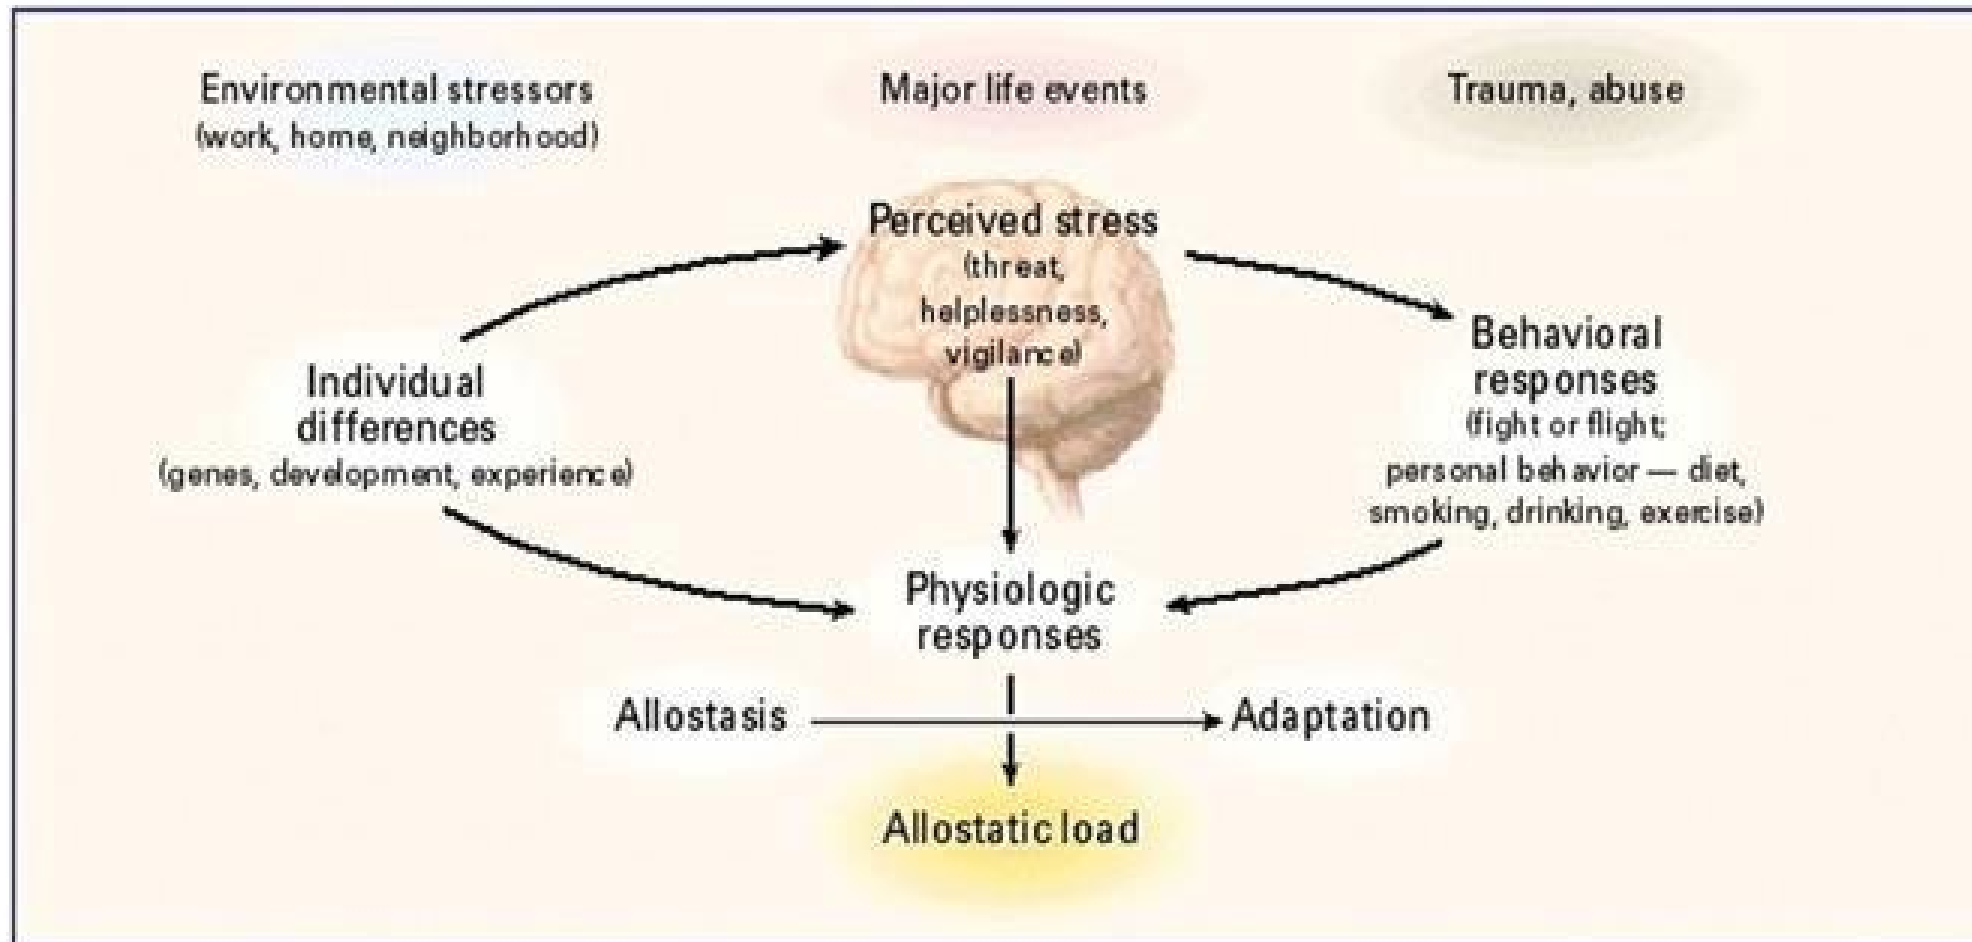 Environmental stressors
(work, home, neighborhood)
Major life events
Trauma, abuse
Perceived stress
(threat,
helplessness,
vigilance)
Individual
differences
(genes, development, experience)
Behavioral
responses
(fight or flight;
personal behavior — diet,
smoking, drinking, exercise)
Physiologic
responses
Allostasis
Adaptation
Allostatic load